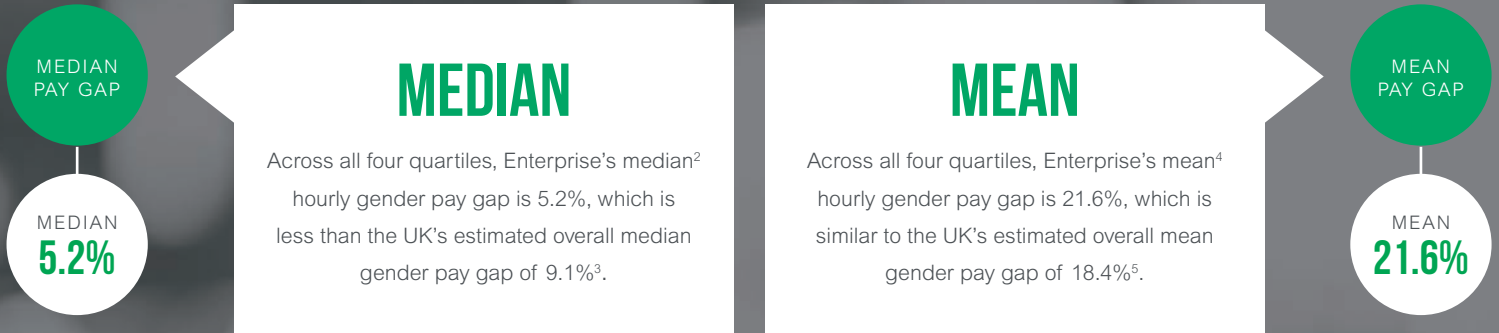 MEDIAN
PAY GAP
MEDIAN
5.2%
MEDIAN
Across all four quartiles, Enterprise’s median²
hourly gender pay gap is 5.2%, which is
less than the UK’s estimated overall median
gender pay gap of 9.1%³.
MEAN
Across all four quartiles, Enterprise’s mean⁴
hourly gender pay gap is 21.6%, which is
similar to the UK’s estimated overall mean
gender pay gap of 18.4%⁵.
MEAN
PAY GAP
MEAN
21.6%